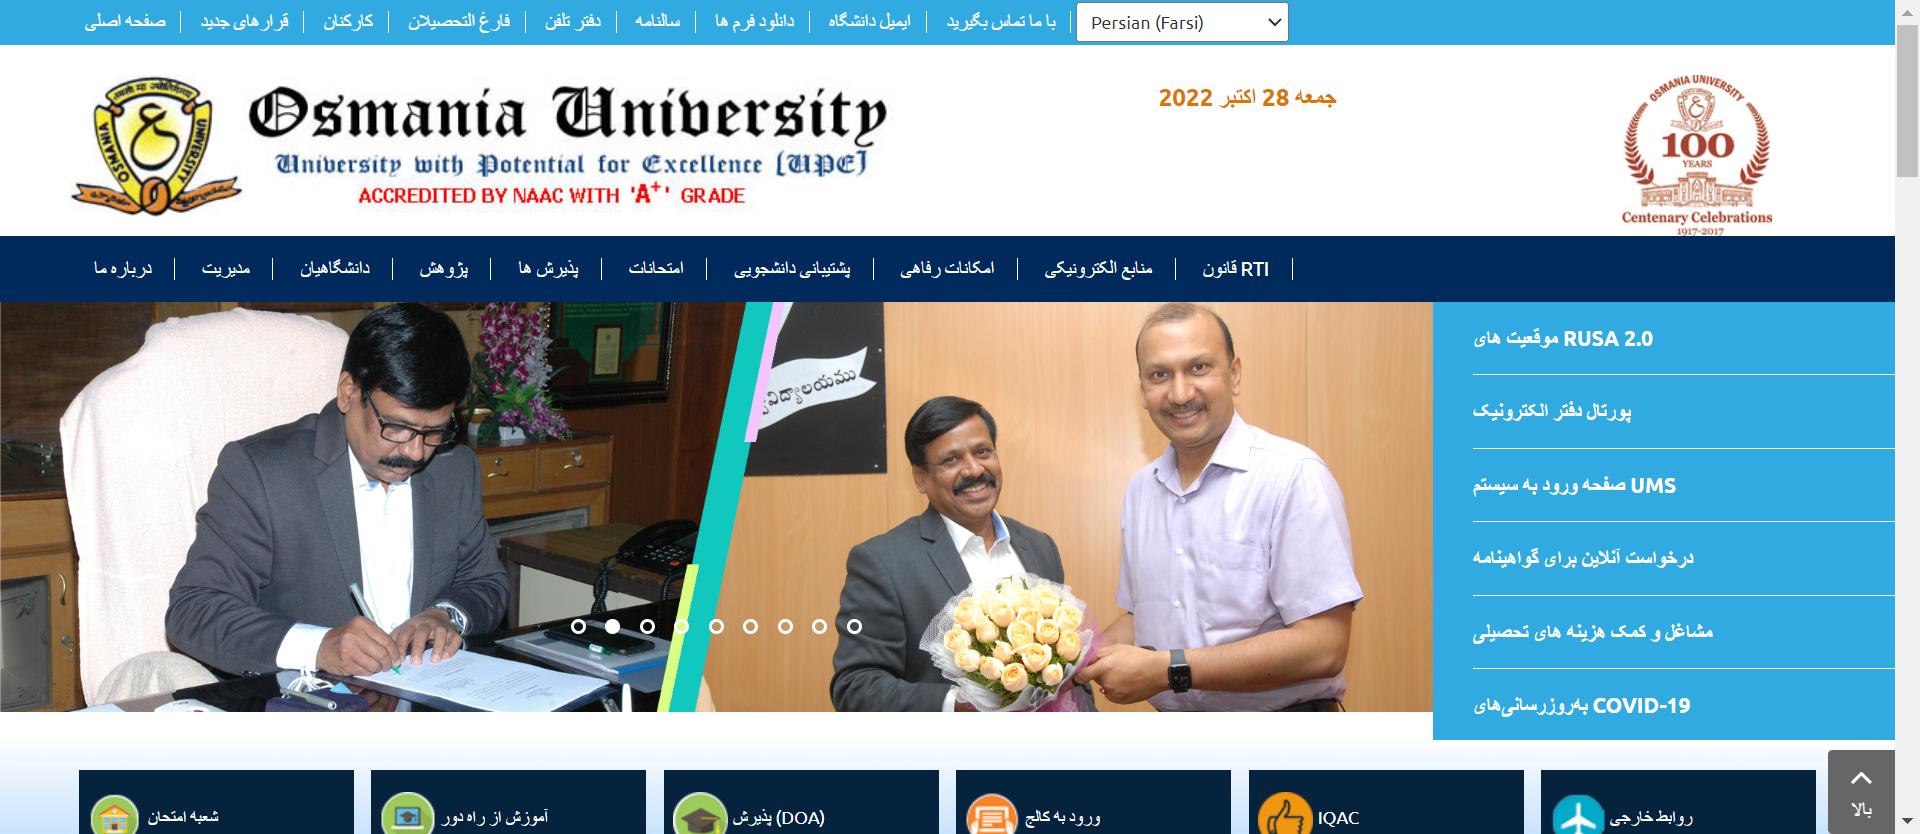 صفحه اصلی
قرارهای جدید
کارکنان
فارغ التحصیلان
دفتر تلفن
سالنامه
دانلود فرم ها
ایمیل دانشگاه
با ما تماس بگیرید
Persian (Farsi)
OSMANIA UNIVERSITY
Osmania University
University with Potential for Excellence [UPE]
ACCREDITED BY NAAC WITH 'A+' GRADE
جمعه 28 اکتبر 2022
OSMANIA UNIVERSITY
100
YEARS
Centenary Celebrations
1917-2017
درباره ما
مدیریت
دانشگاهیان
پژوهش
پذیرش ها
امتحانات
پشتیبانی دانشجویی
امکانات رفاهی
منابع الکترونیکی
قانون RTI
موقعیت های RUSA 2.0
پورتال دفتر الکترونیک
صفحه ورود به سیستم UMS
درخواست آنلاین برای گواهینامه
مشاغل و کمک هزینه های تحصیلی
به‌روزرسانی‌های COVID-19
بالا
شعبه امتحان
آموزش از راه دور
پذیرش (DOA)
ورود به کالج
IQAC
روابط خارجی